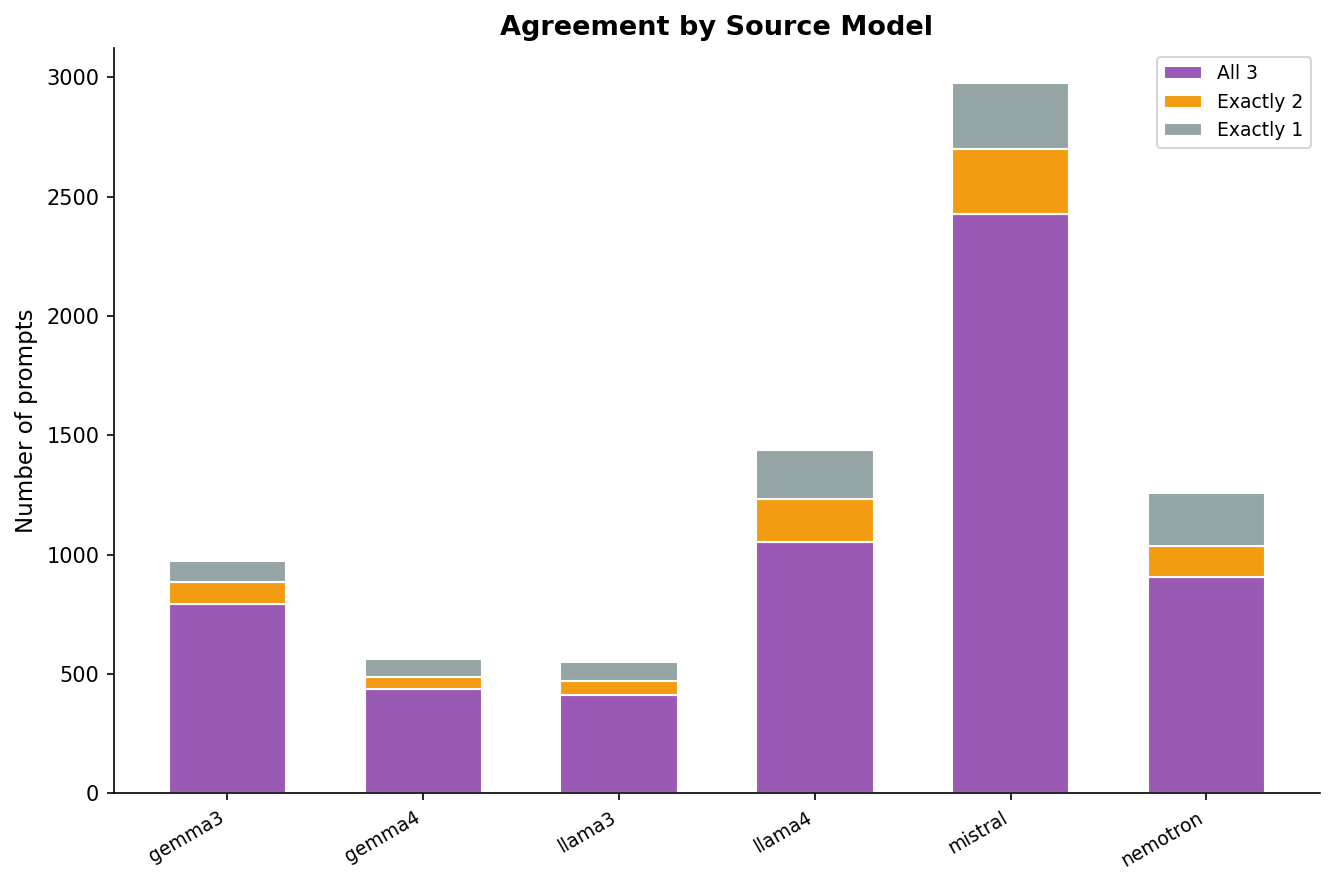 Agreement by Source Model
All 3
Exactly 2
Exactly 1
Number of prompts
3000
2500
2000
1500
1000
500
0
gemma3
gemma4
llama3
llama4
mistral
nemotron